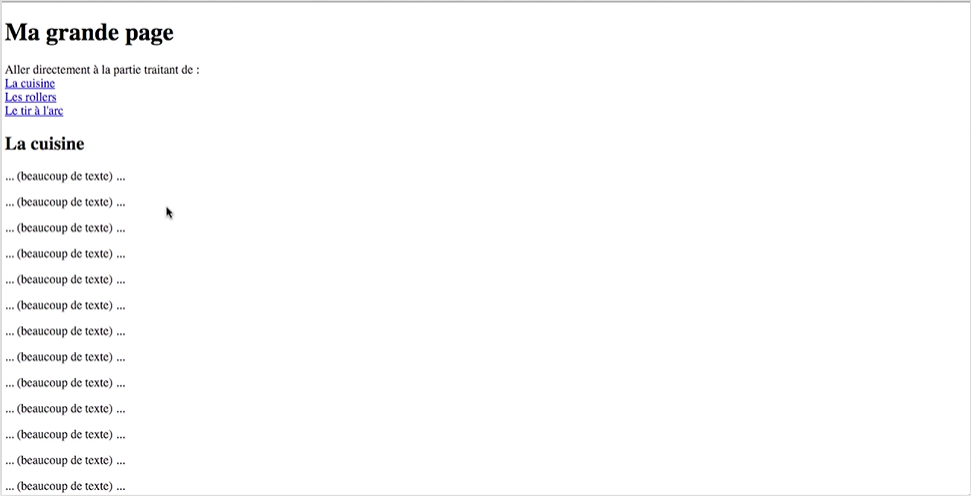 Ma grande page
Aller directement à la partie traitant de :
La cuisine
Les rollers
Le tir à l'arc
La cuisine
... (beaucoup de texte) ...
... (beaucoup de texte) ...
... (beaucoup de texte) ...
... (beaucoup de texte) ...
... (beaucoup de texte) ...
... (beaucoup de texte) ...
... (beaucoup de texte) ...
... (beaucoup de texte) ...
... (beaucoup de texte) ...
... (beaucoup de texte) ...
... (beaucoup de texte) ...
... (beaucoup de texte) ...
... (beaucoup de texte) ...